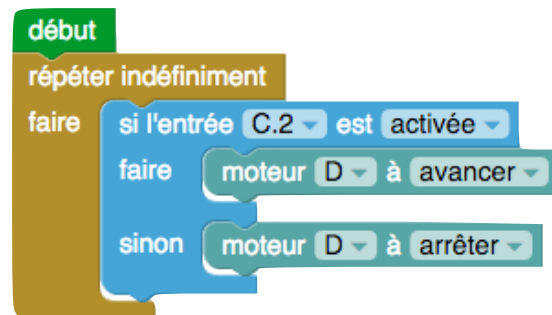 début
répéter indéfiniment
faire si l'entrée C.2 est activée
faire moteur D à avancer
sinon moteur D à arrêter